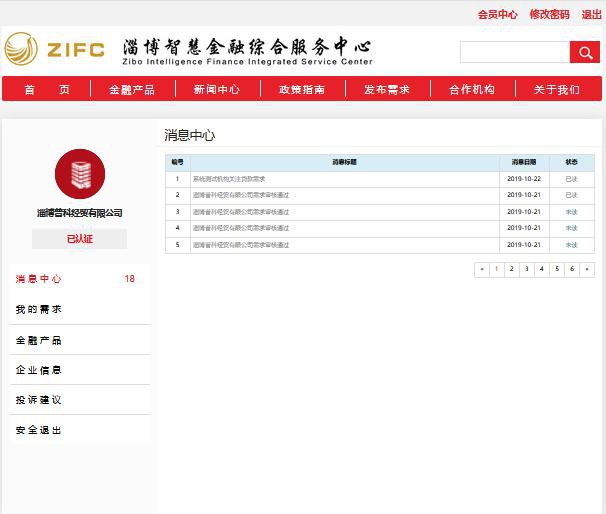 会员中心 修改密码 退出
ZIFC 淄博智慧金融综合服务中心
Zibo Intelligence Finance Integrated Service Center
首 页 金融产品 新闻中心 政策指南 发布需求 合作机构 关于我们
消息中心
淄博普科经贸有限公司
已认证
消息中心 18
我的需求
金融产品
企业信息
投诉建议
安全退出
编号 消息标题 消息日期 状态
1 系统测试机构关注贷款需求 2019-10-22 已读
2 淄博普科经贸有限公司需求审核通过 2019-10-21 已读
3 淄博普科经贸有限公司需求审核通过 2019-10-21 未读
4 淄博普科经贸有限公司需求审核通过 2019-10-21 未读
5 淄博普科经贸有限公司需求审核通过 2019-10-21 未读
« 1 2 3 4 5 6 »